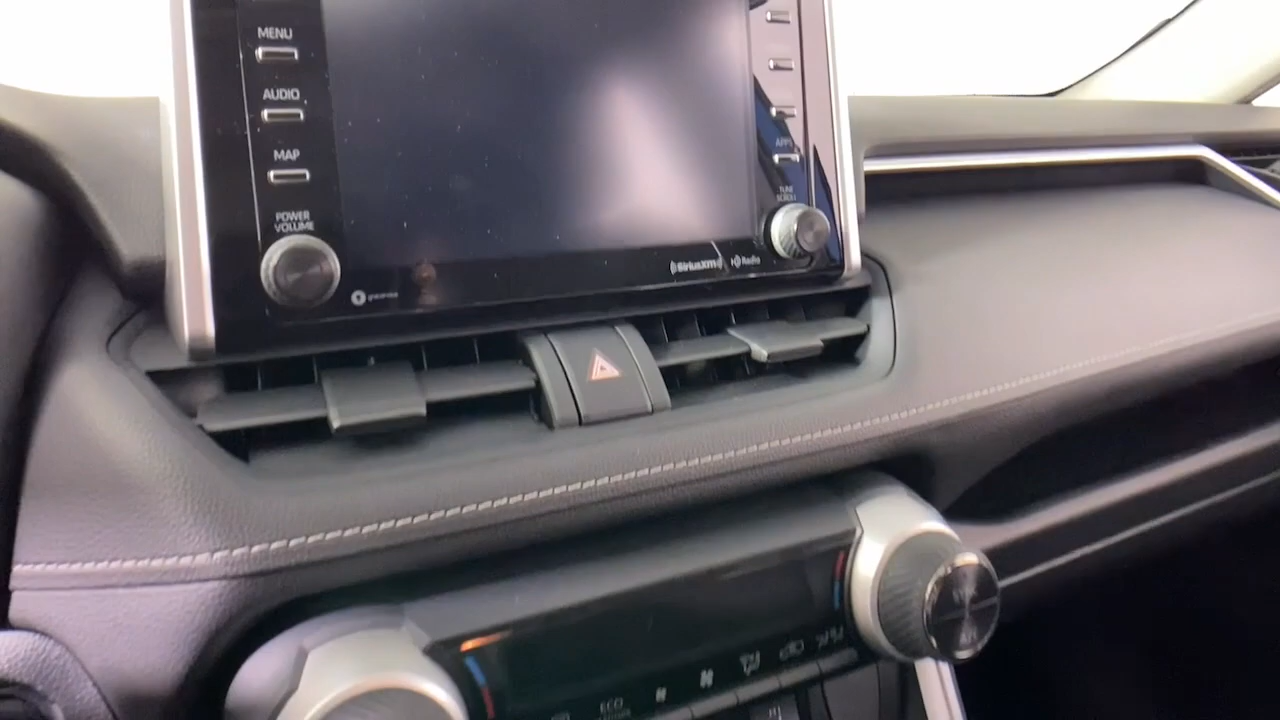 MENU
AUDIO
MAP
POWER
VOLUME
APPS
TUNE
SCROLL
SiriusXM
HD Radio
ECO